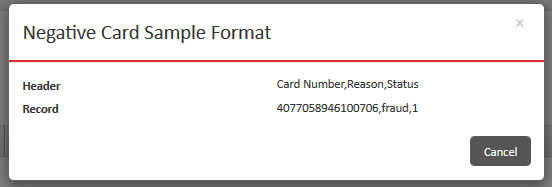 Negative Card Sample Format
×
Header Card Number,Reason,Status
Record 4077058946100706,fraud,1
Cancel